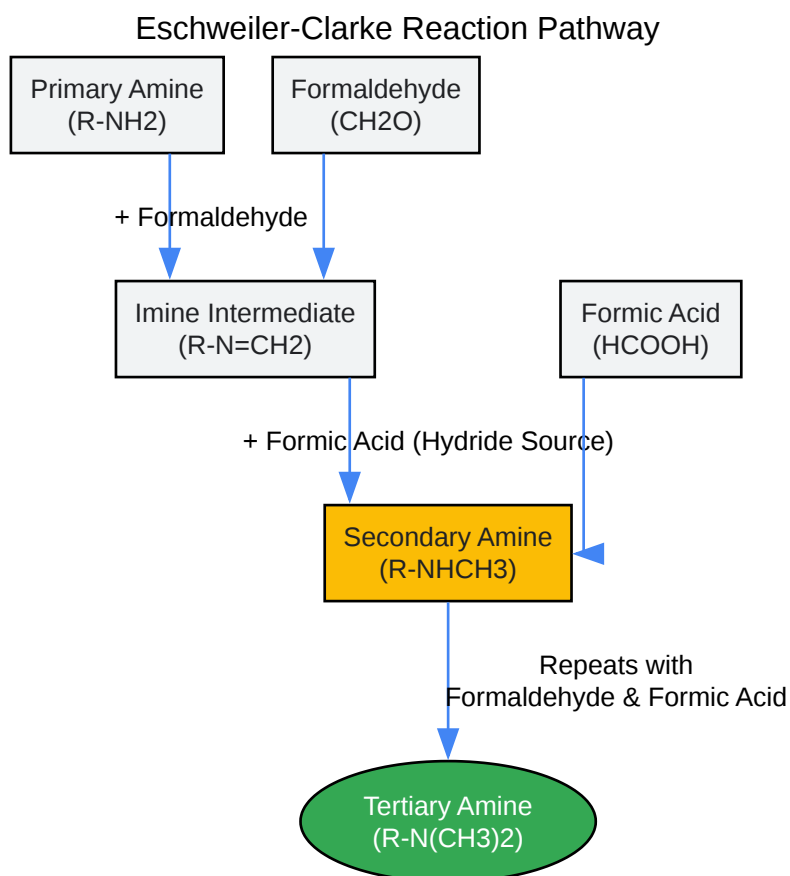 Eschweiler-Clarke Reaction Pathway
Primary Amine
(R-NH2)
Formaldehyde
(CH2O)
+ Formaldehyde
Imine Intermediate
(R-N=CH2)
Formic Acid
(HCOOH)
+ Formic Acid (Hydride Source)
Secondary Amine
(R-NHCH3)
Repeats with
Formaldehyde & Formic Acid
Tertiary Amine
(R-N(CH3)2)